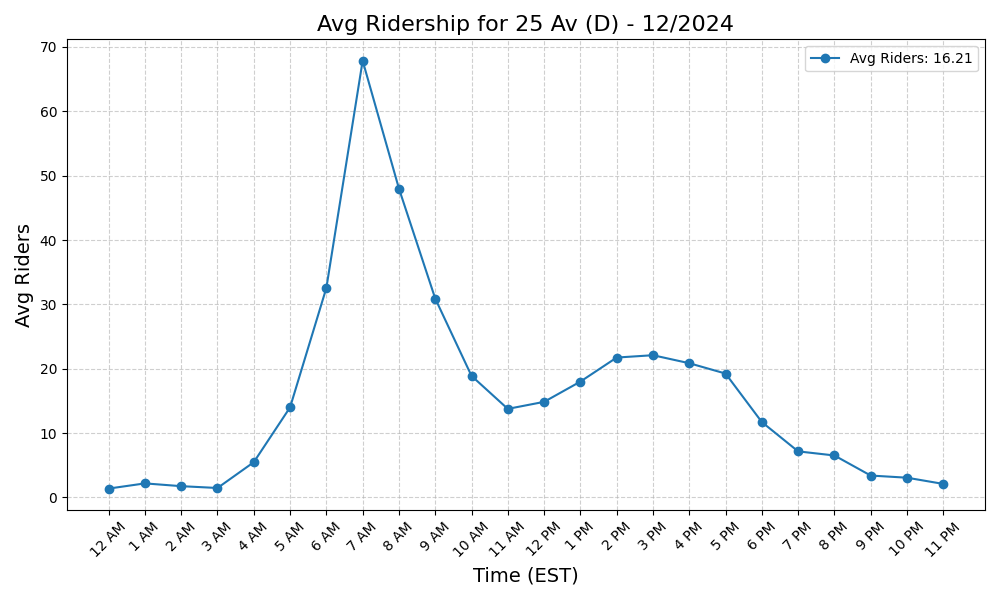 Avg Ridership for 25 Av (D) - 12/2024
Avg Riders: 16.21
Avg Riders
70
60
50
40
30
20
10
0
12 AM
1 AM
2 AM
3 AM
4 AM
5 AM
6 AM
7 AM
8 AM
9 AM
10 AM
11 AM
12 PM
1 PM
2 PM
3 PM
4 PM
5 PM
6 PM
7 PM
8 PM
9 PM
10 PM
11 PM
Time (EST)